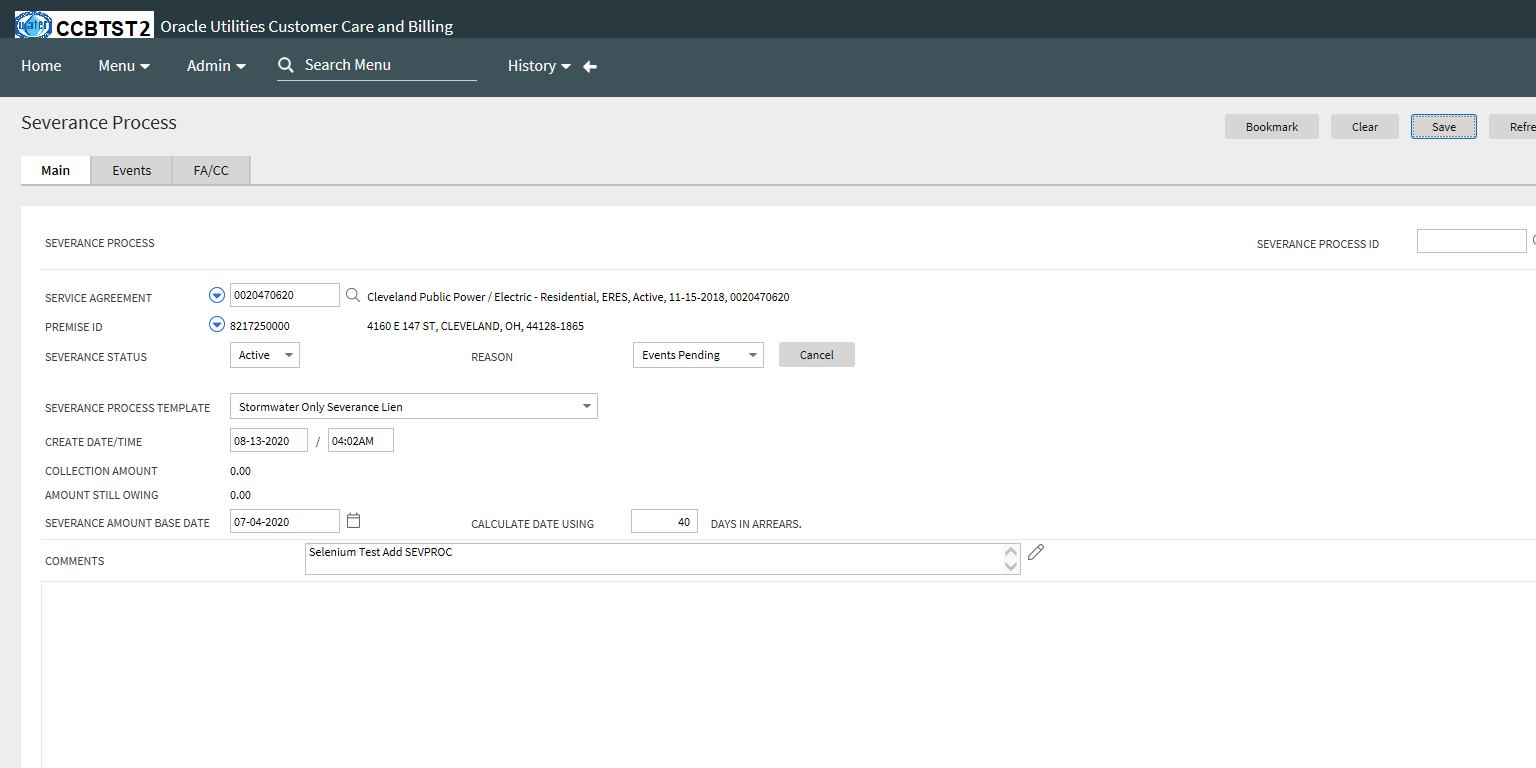 water CCBTST2 Oracle Utilities Customer Care and Billing
Home Menu Admin Search Menu History
Severance Process
Bookmark Clear Save Refre
Main Events FA/CC
SEVERANCE PROCESS SEVERANCE PROCESS ID
SERVICE AGREEMENT 0020470620 Cleveland Public Power / Electric - Residential, ERES, Active, 11-15-2018, 0020470620
PREMISE ID 8217250000 4160 E 147 ST, CLEVELAND, OH, 44128-1865
SEVERANCE STATUS Active REASON Events Pending Cancel
SEVERANCE PROCESS TEMPLATE Stormwater Only Severance Lien
CREATE DATE/TIME 08-13-2020 / 04:02AM
COLLECTION AMOUNT 0.00
AMOUNT STILL OWING 0.00
SEVERANCE AMOUNT BASE DATE 07-04-2020 CALCULATE DATE USING 40 DAYS IN ARREARS.
COMMENTS Selenium Test Add SEVPROC